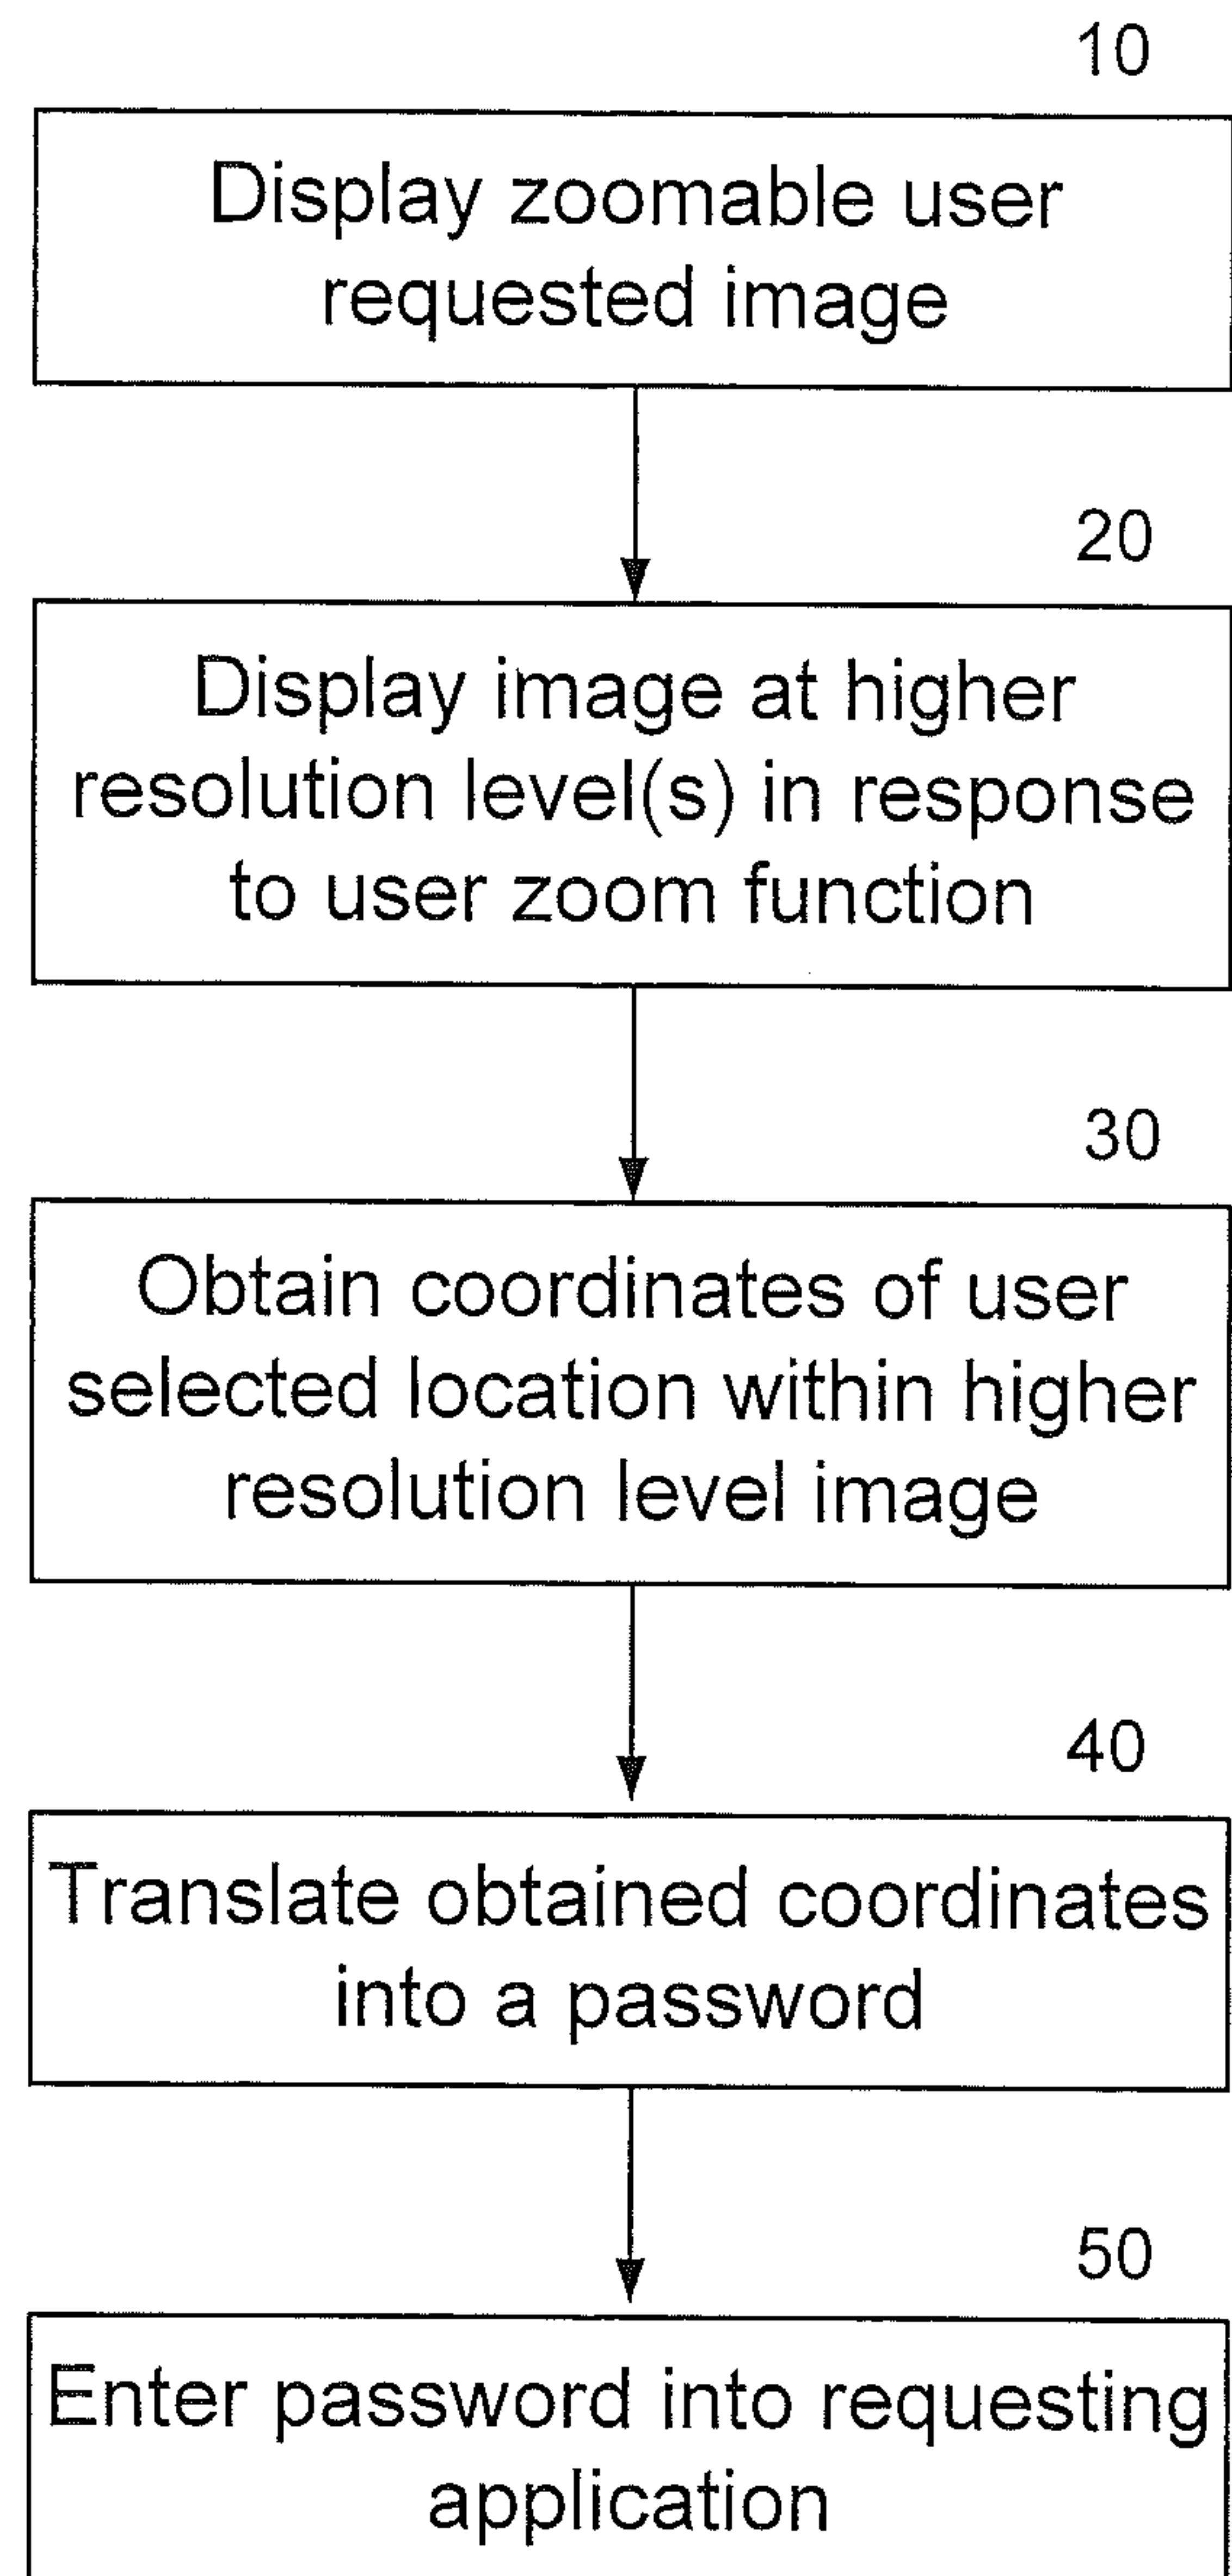 10
Display zoomable user
requested image
20
Display image at higher
resolution level(s) in response
to user zoom function
30
Obtain coordinates of user
selected location within higher
resolution level image
40
Translate obtained coordinates
into a password
50
Enter password into requesting
application